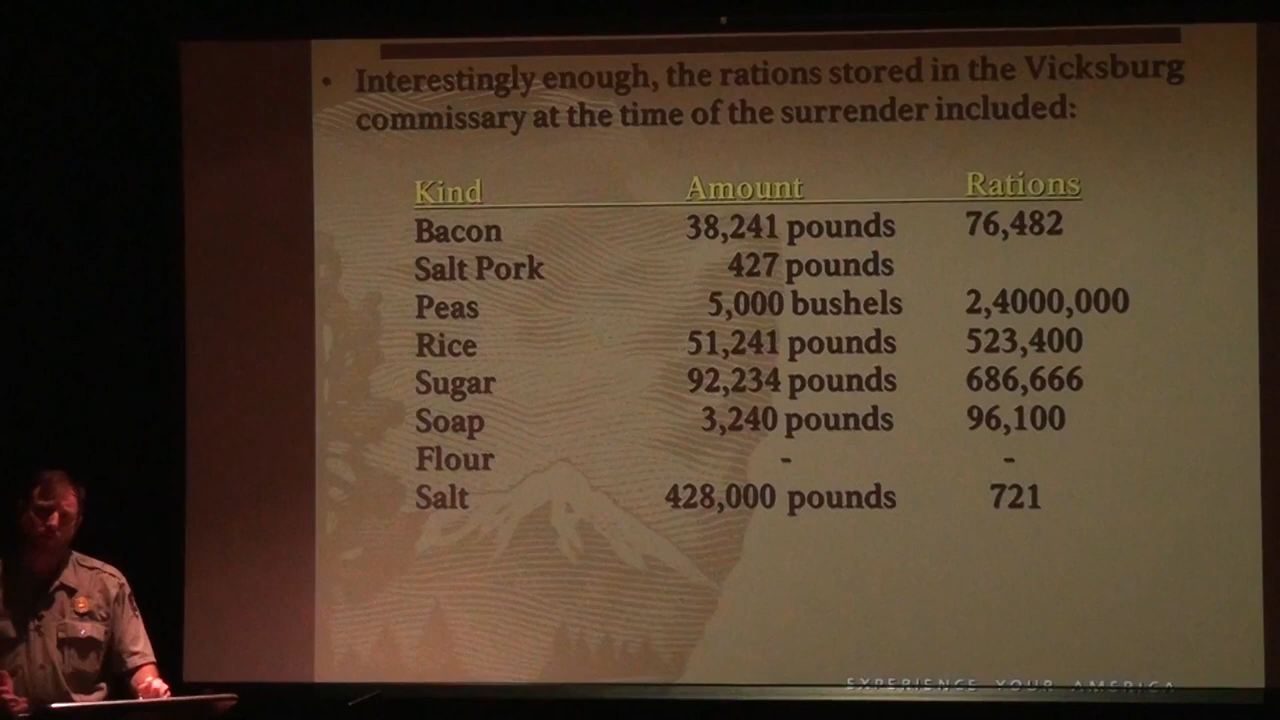 • Interestingly enough, the rations stored in the Vicksburg
commissary at the time of the surrender included:
Kind Amount Rations
Bacon 38,241 pounds 76,482
Salt Pork 427 pounds
Peas 5,000 bushels 2,4000,000
Rice 51,241 pounds 523,400
Sugar 92,234 pounds 686,666
Soap 3,240 pounds 96,100
Flour - -
Salt 428,000 pounds 721
EXPERIENCE YOUR AMERICA